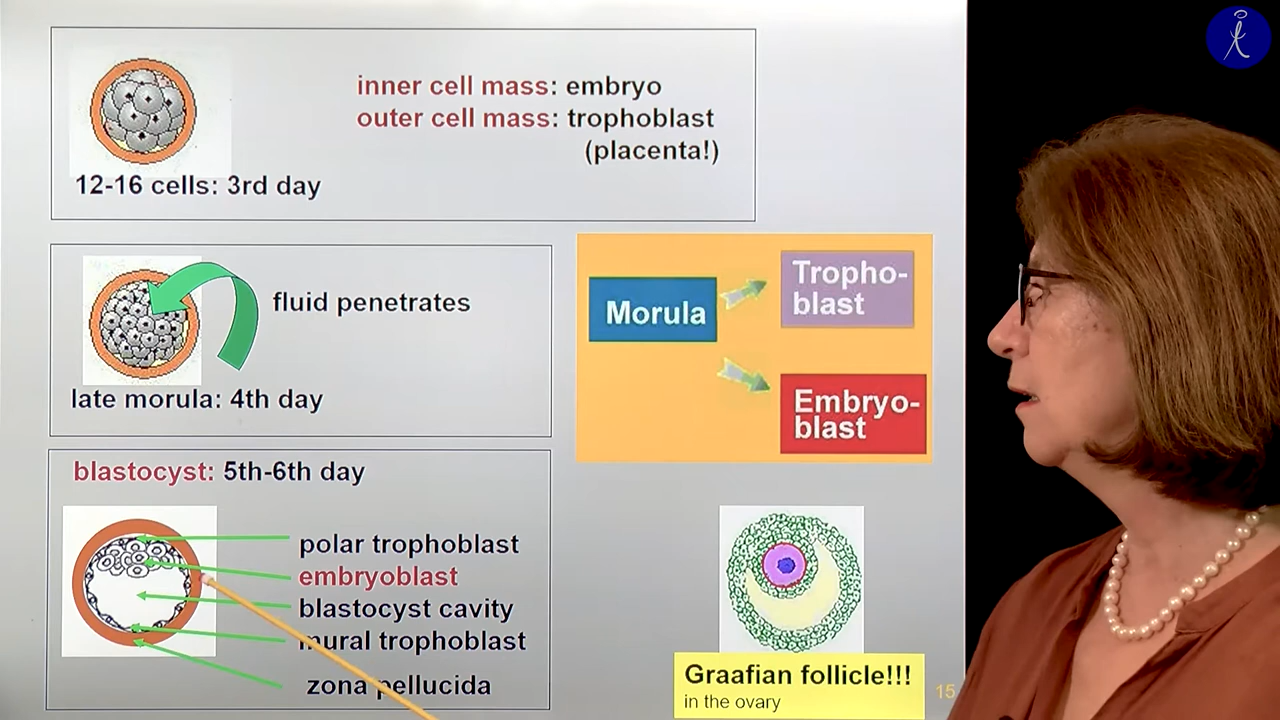 inner cell mass: embryo
outer cell mass: trophoblast
(placenta!)
12-16 cells: 3rd day
fluid penetrates
late morula: 4th day
Morula
Tropho-
blast
Embryo-
blast
blastocyst: 5th-6th day
polar trophoblast
embryoblast
blastocyst cavity
mural trophoblast
zona pellucida
Graafian follicle!!!
in the ovary
15